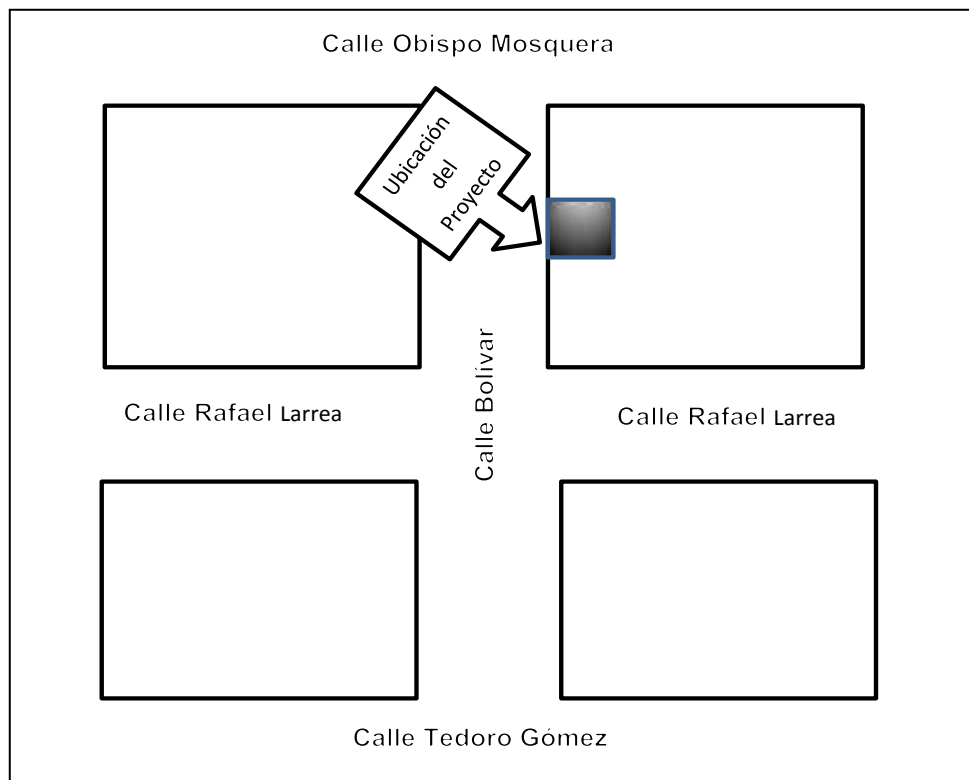 Calle Obispo Mosquera
Ubicación
del
Proyecto
Calle Bolívar
Calle Rafael Larrea
Calle Rafael Larrea
Calle Tedoro Gómez